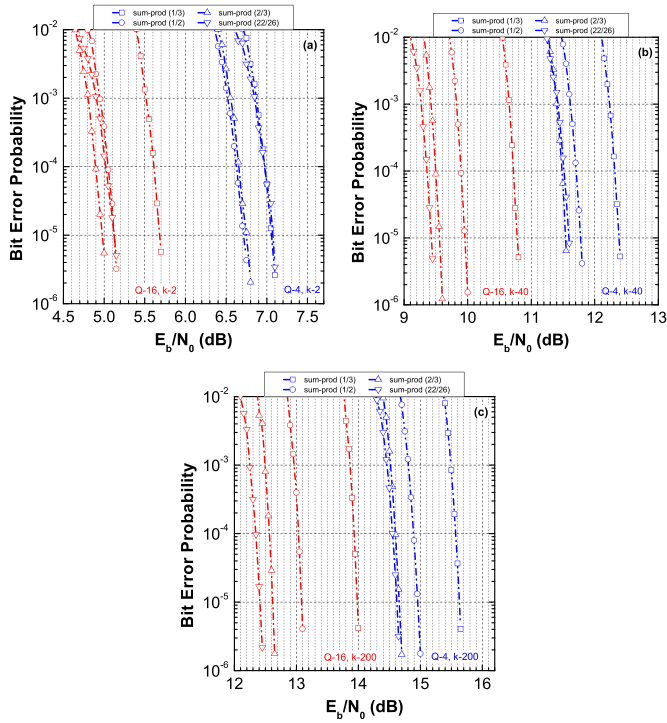 sum-prod (1/3) sum-prod (2/3)
sum-prod (1/2) sum-prod (22/26)
(a)
Bit Error Probability
10^-2
10^-3
10^-4
10^-5
10^-6
Q-16, k-2 Q-4, k-2
4.5 5.0 5.5 6.0 6.5 7.0 7.5
E_b/N_0 (dB)
sum-prod (1/3) sum-prod (2/3)
sum-prod (1/2) sum-prod (22/26)
(b)
Bit Error Probability
10^-2
10^-3
10^-4
10^-5
10^-6
Q-16, k-40 Q-4, k-40
9 10 11 12 13
E_b/N_0 (dB)
sum-prod (1/3) sum-prod (2/3)
sum-prod (1/2) sum-prod (22/26)
(c)
Bit Error Probability
10^-2
10^-3
10^-4
10^-5
10^-6
Q-16, k-200 Q-4, k-200
12 13 14 15 16
E_b/N_0 (dB)